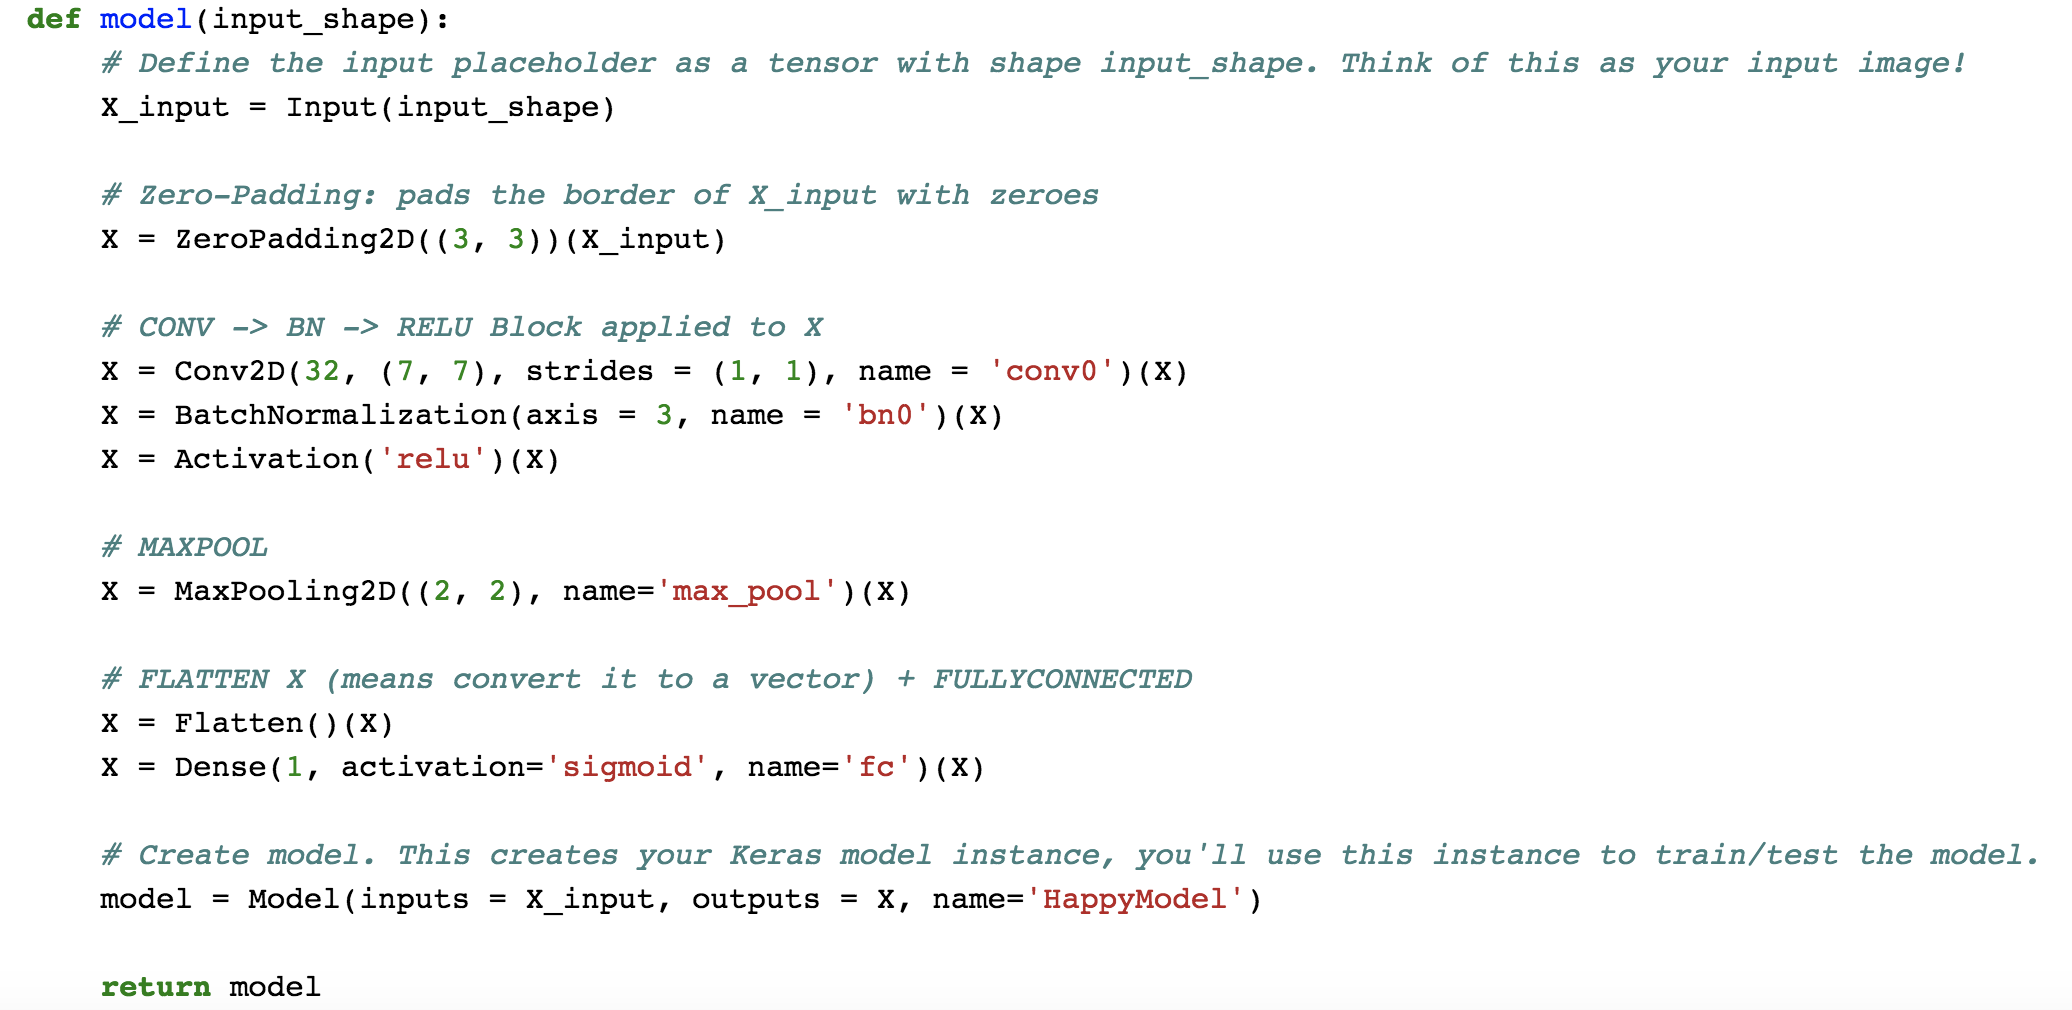 def model(input_shape):
    # Define the input placeholder as a tensor with shape input_shape. Think of this as your input image!
    X_input = Input(input_shape)

    # Zero-Padding: pads the border of X_input with zeroes
    X = ZeroPadding2D((3, 3))(X_input)

    # CONV -> BN -> RELU Block applied to X
    X = Conv2D(32, (7, 7), strides = (1, 1), name = 'conv0')(X)
    X = BatchNormalization(axis = 3, name = 'bn0')(X)
    X = Activation('relu')(X)

    # MAXPOOL
    X = MaxPooling2D((2, 2), name='max_pool')(X)

    # FLATTEN X (means convert it to a vector) + FULLYCONNECTED
    X = Flatten()(X)
    X = Dense(1, activation='sigmoid', name='fc')(X)

    # Create model. This creates your Keras model instance, you'll use this instance to train/test the model.
    model = Model(inputs = X_input, outputs = X, name='HappyModel')

    return model